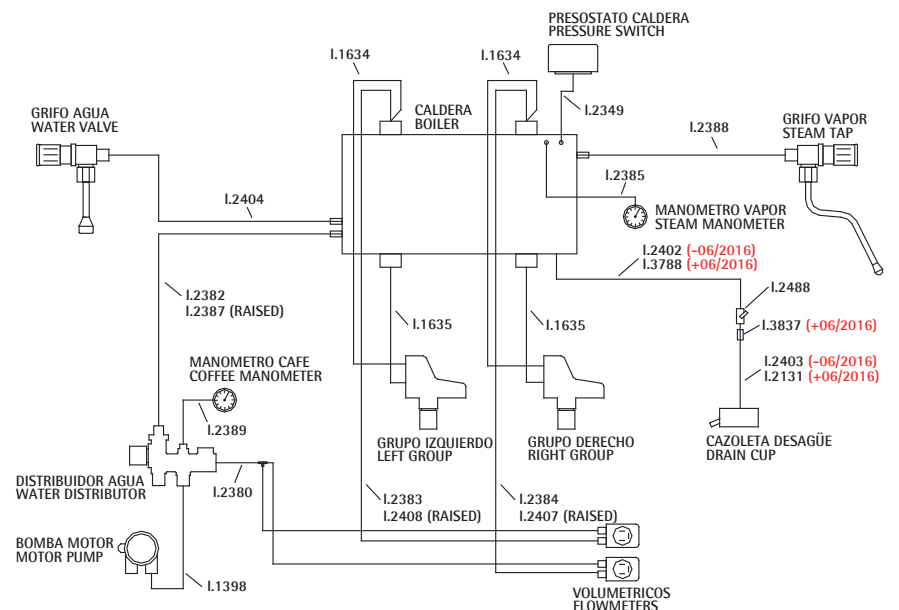 PRESOSTATO CALDERA
PRESSURE SWITCH
I.1634
I.1634
GRIFO AGUA
WATER VALVE
CALDERA
BOILER
I.2349
I.2388
GRIFO VAPOR
STEAM TAP
I.2385
I.2404
MANOMETRO VAPOR
STEAM MANOMETER
I.2402 (-06/2016)
I.3788 (+06/2016)
I.2488
I.2382
I.2387 (RAISED)
I.1635
I.1635
I.3837 (+06/2016)
MANOMETRO CAFE
COFFEE MANOMETER
I.2403 (-06/2016)
I.2131 (+06/2016)
I.2389
GRUPO IZQUIERDO
LEFT GROUP
GRUPO DERECHO
RIGHT GROUP
CAZOLETA DESAGÜE
DRAIN CUP
DISTRIBUIDOR AGUA
WATER DISTRIBUTOR
I.2380
I.2383
I.2408 (RAISED)
I.2384
I.2407 (RAISED)
BOMBA MOTOR
MOTOR PUMP
I.1398
VOLUMETRICOS
FLOWMETERS